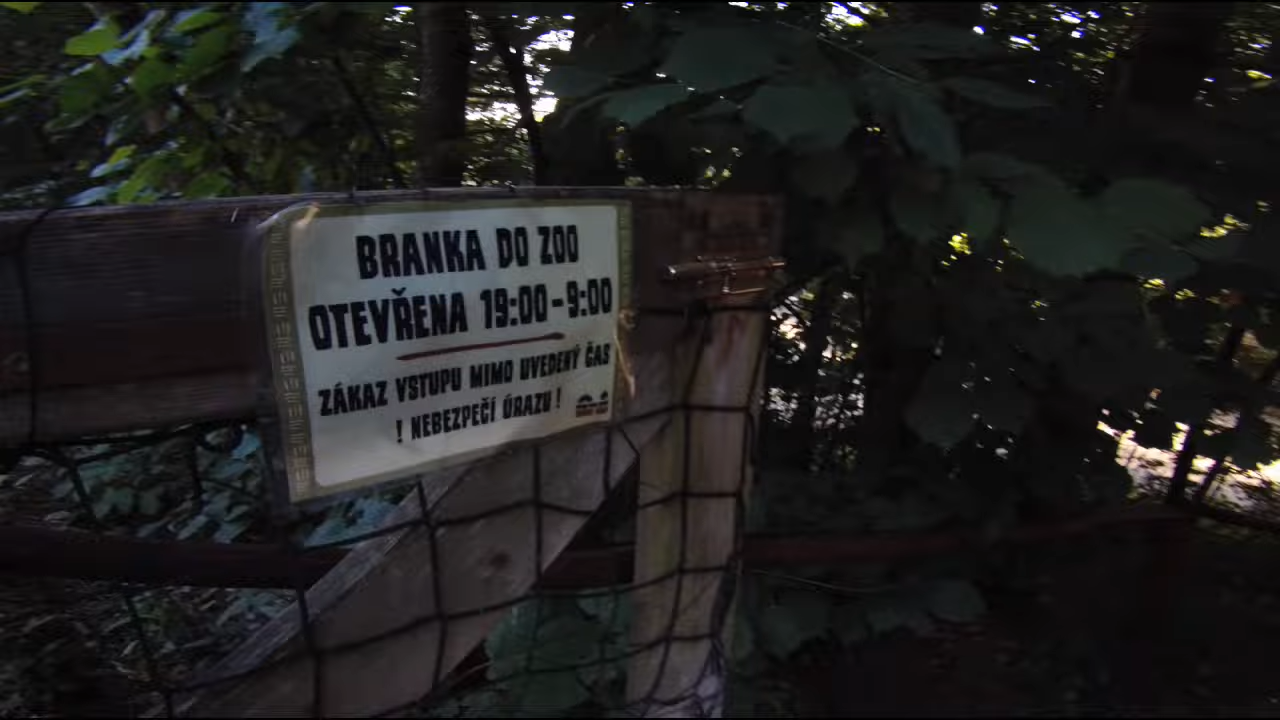 BRANKA DO ZOO
OTEVŘENA 19:00-9:00
ZÁKAZ VSTUPU MIMO UVEDENÝ ČAS
! NEBEZPEČÍ ÚRAZU !